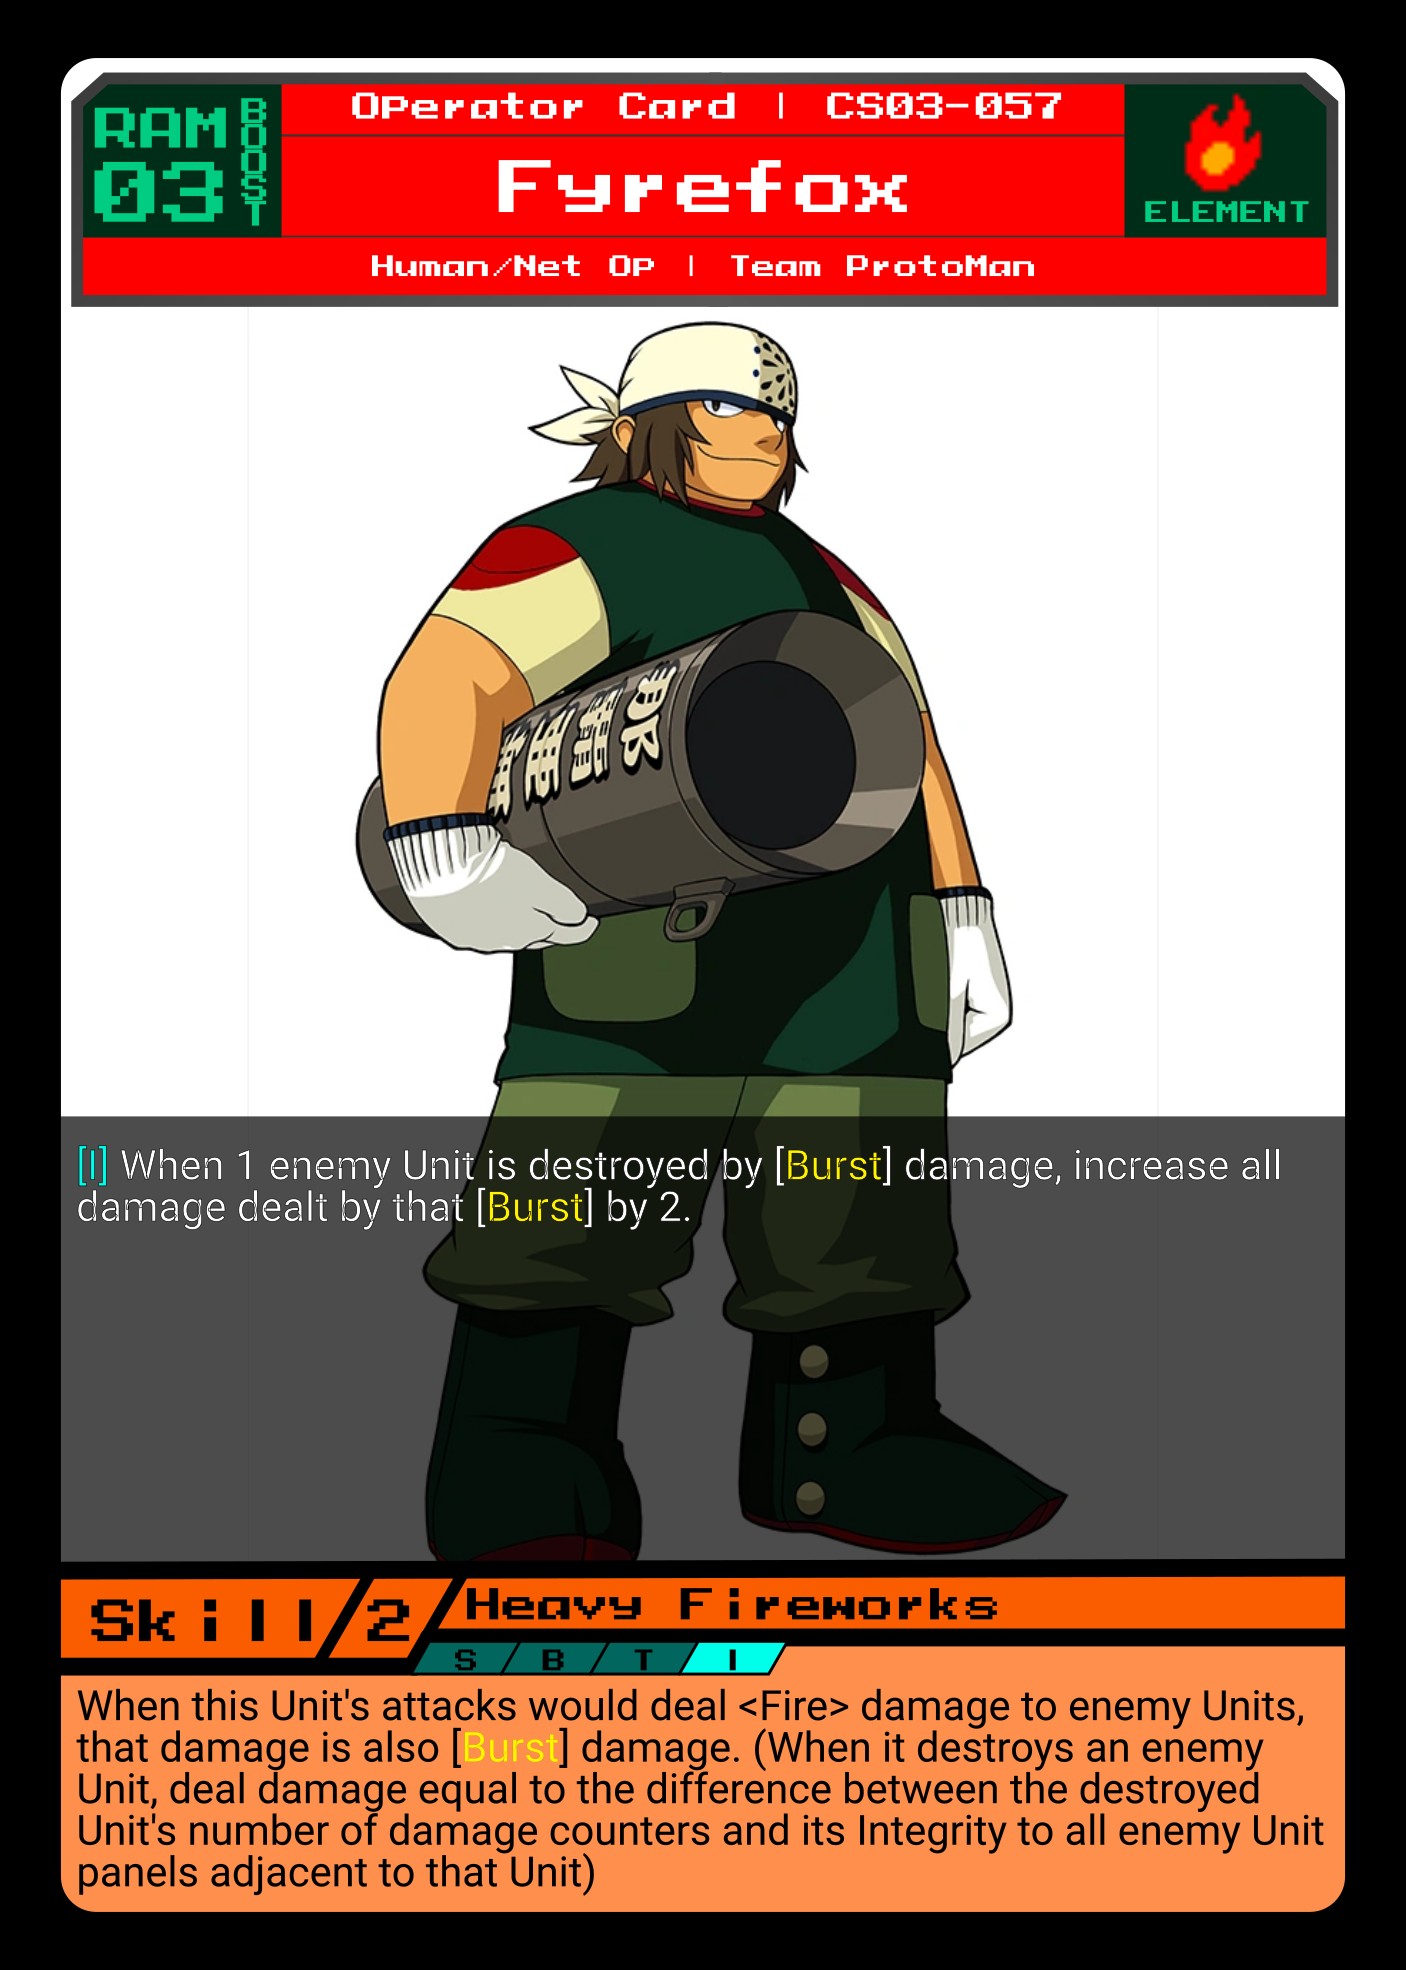 RAM
03
BOOST
Operator Card | CS03-057
Fyrefox
ELEMENT
Human/Net Op | Team ProtoMan
[I] When 1 enemy Unit is destroyed by [Burst] damage, increase all
damage dealt by that [Burst] by 2.
Skill/2
Heavy Fireworks
S / B / T / I
When this Unit's attacks would deal <Fire> damage to enemy Units,
that damage is also [Burst] damage. (When it destroys an enemy
Unit, deal damage equal to the difference between the destroyed
Unit's number of damage counters and its Integrity to all enemy Unit
panels adjacent to that Unit)